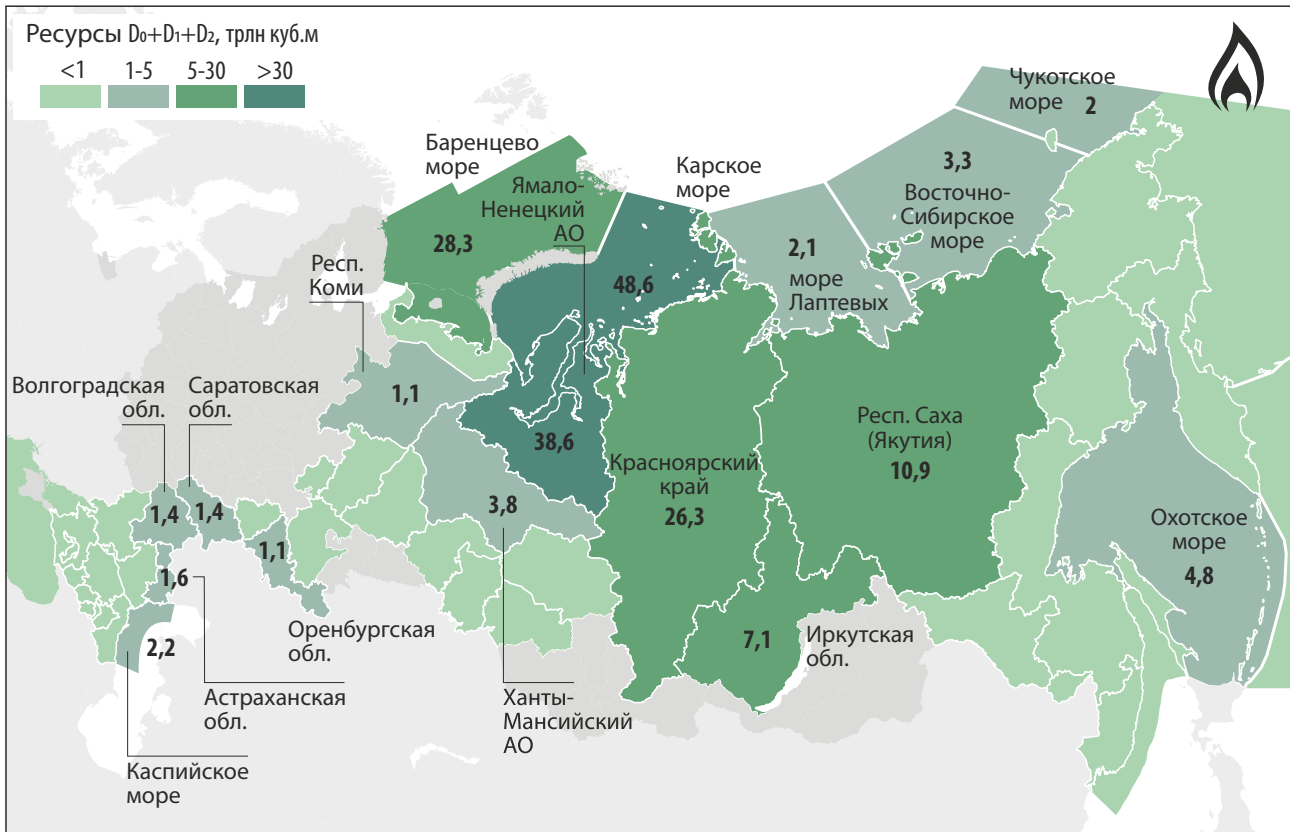 Ресурсы D₀+D₁+D₂, трлн куб.м
<1 1-5 5-30 >30
Чукотское
море 2
Баренцево
море
Карское
море
3,3
Восточно-
Сибирское
море
Ямало-
Ненецкий
АО
28,3
2,1
море
Лаптевых
Респ.
Коми
48,6
Волгоградская
обл.
Саратовская
обл.
1,1
Респ. Саха
(Якутия)
10,9
38,6
Красноярский
край
26,3
3,8
1,4
1,4
1,1
Охотское
море
4,8
1,6
Оренбургская
обл.
2,2
7,1
Иркутская
обл.
Астраханская
обл.
Ханты-
Мансийский
АО
Каспийское
море